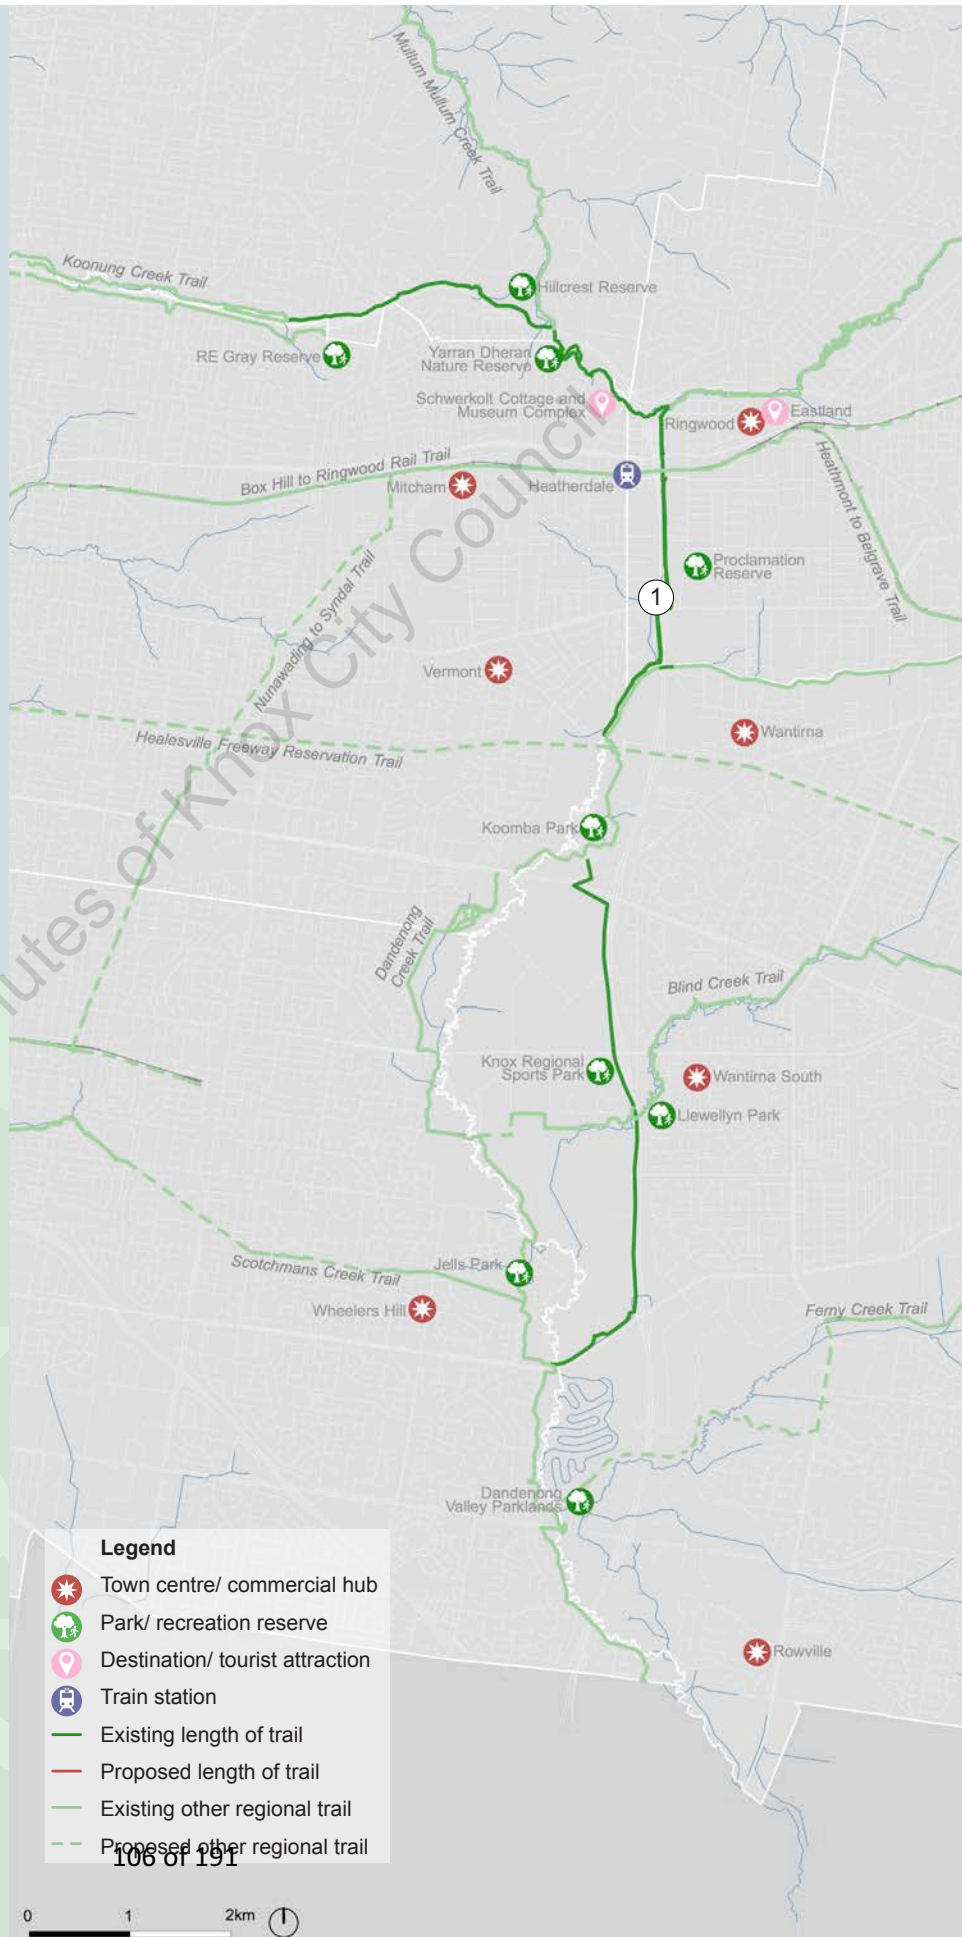 Mullum Mullum Creek Trail
Koonung Creek Trail
Hillcrest Reserve
RE Gray Reserve
Yarran Dheran
Nature Reserve
Schwerkolt Cottage and
Museum Complex
Ringwood
Eastland
Box Hill to Ringwood Rail Trail
Mitcham
Heatherdale
Heathmont to Belgrave Trail
Proclamation
Reserve
1
Nunawading to Syndal Trail
Vermont
Wantirna
Healesville Freeway Reservation Trail
Koomba Park
Dandenong
Creek Trail
Blind Creek Trail
Knox Regional
Sports Park
Wantirna South
Llewellyn Park
Scotchmans Creek Trail
Jells Park
Wheelers Hill
Ferny Creek Trail
Dandenong
Valley Parklands
Rowville
nutes of Knox City Council
Legend
Town centre/ commercial hub
Park/ recreation reserve
Destination/ tourist attraction
Train station
Existing length of trail
Proposed length of trail
Existing other regional trail
Proposed other regional trail
106 of 191
0 1 2km